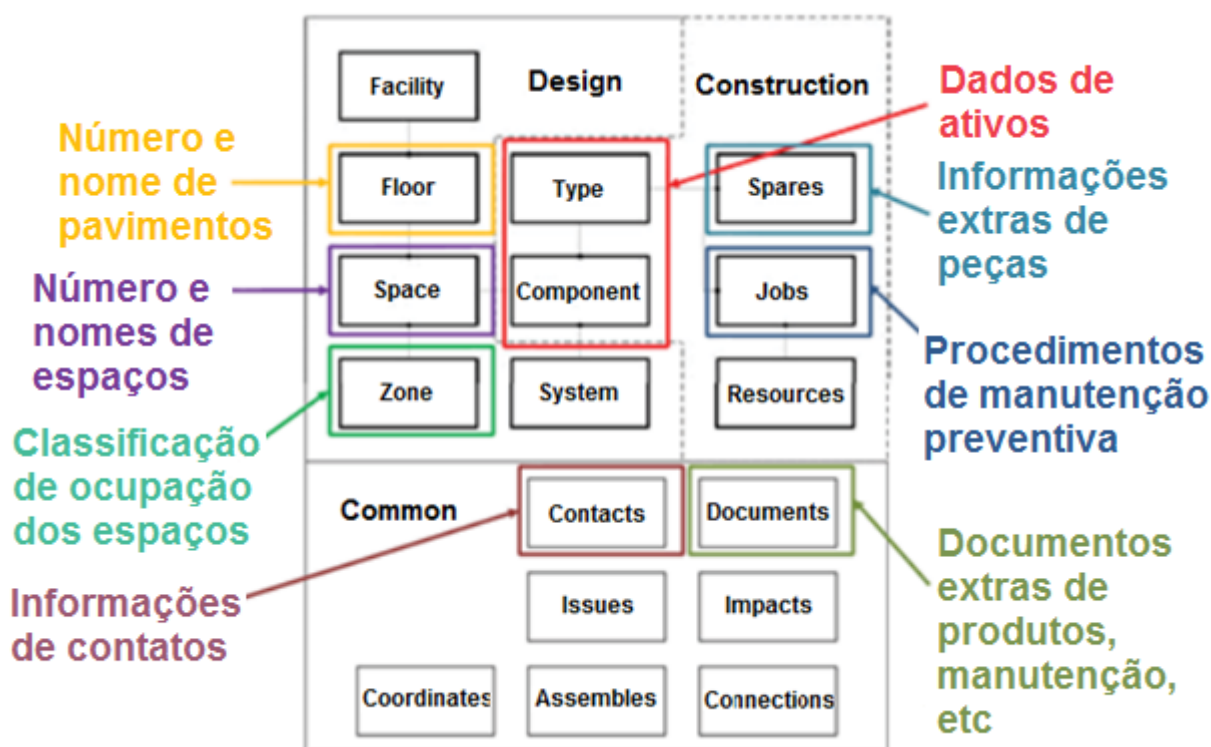 Facility
Design
Construction
Dados de
ativos
Número e
nome de
pavimentos
Floor
Type
Spares
Informações
extras de
peças
Número e
nomes de
espaços
Space
Component
Jobs
Procedimentos
de manutenção
preventiva
Zone
System
Resources
Classificação
de ocupação
dos espaços
Common
Contacts
Documents
Documentos
extras de
produtos,
manutenção,
etc
Informações
de contatos
Issues
Impacts
Coordinates
Assembles
Connections